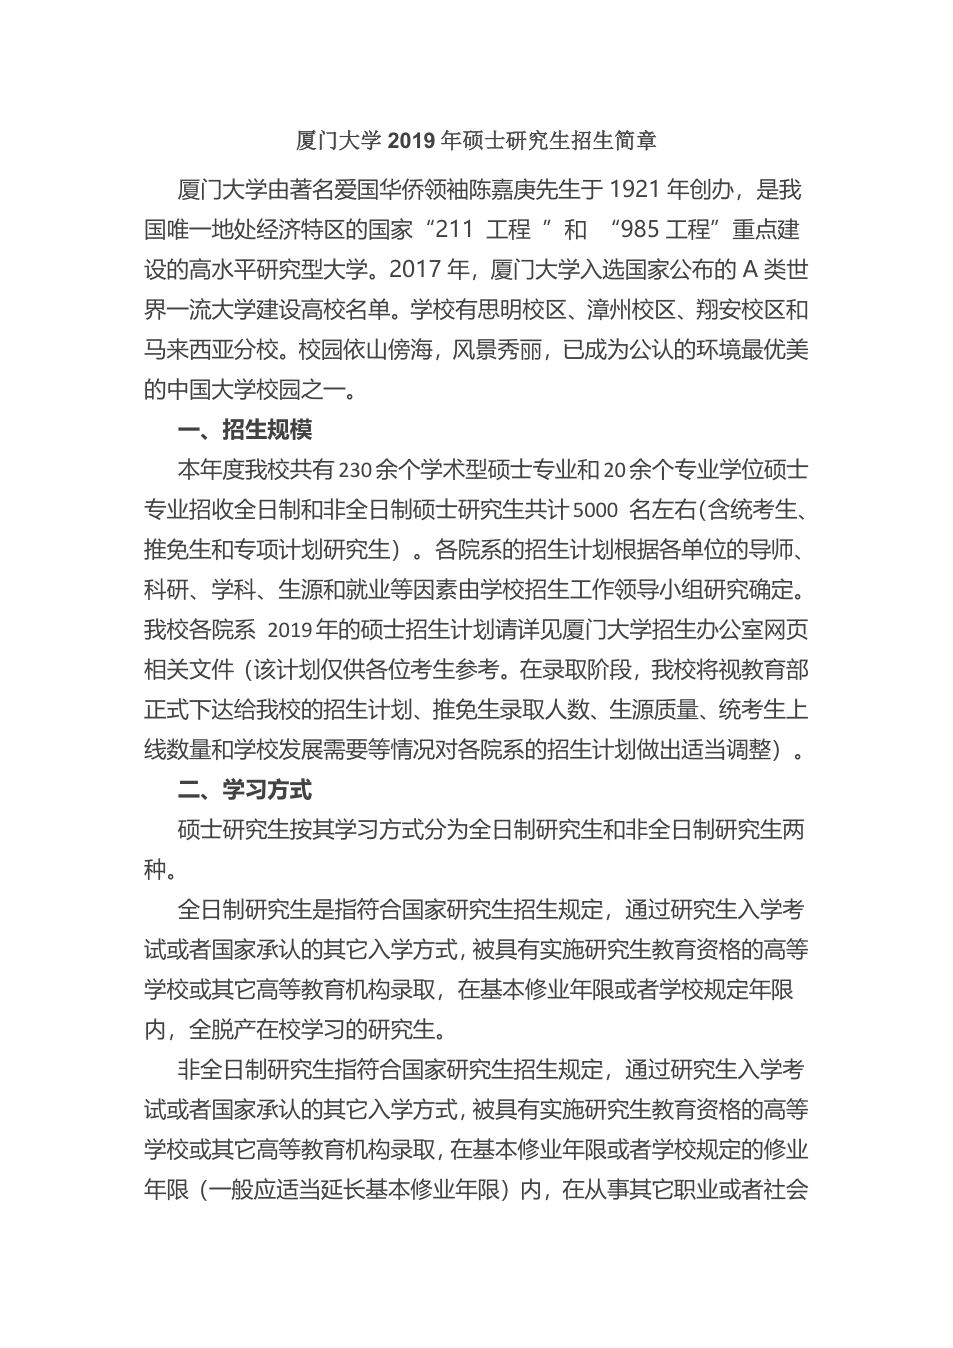 厦门大学 2019 年硕士研究生招生简章
厦门大学由著名爱国华侨领袖陈嘉庚先生于 1921 年创办，是我
国唯一地处经济特区的国家“211 工程 ”和 “985 工程”重点建
设的高水平研究型大学。2017 年，厦门大学入选国家公布的 A 类世
界一流大学建设高校名单。学校有思明校区、漳州校区、翔安校区和
马来西亚分校。校园依山傍海，风景秀丽，已成为公认的环境最优美
的中国大学校园之一。
一、招生规模
本年度我校共有 230 余个学术型硕士专业和 20 余个专业学位硕士
专业招收全日制和非全日制硕士研究生共计 5000 名左右（含统考生、
推免生和专项计划研究生）。各院系的招生计划根据各单位的导师、
科研、学科、生源和就业等因素由学校招生工作领导小组研究确定。
我校各院系 2019 年的硕士招生计划请详见厦门大学招生办公室网页
相关文件（该计划仅供各位考生参考。在录取阶段，我校将视教育部
正式下达给我校的招生计划、推免生录取人数、生源质量、统考生上
线数量和学校发展需要等情况对各院系的招生计划做出适当调整）。
二、学习方式
硕士研究生按其学习方式分为全日制研究生和非全日制研究生两
种。
全日制研究生是指符合国家研究生招生规定，通过研究生入学考
试或者国家承认的其它入学方式，被具有实施研究生教育资格的高等
学校或其它高等教育机构录取，在基本修业年限或者学校规定年限
内，全脱产在校学习的研究生。
非全日制研究生指符合国家研究生招生规定，通过研究生入学考
试或者国家承认的其它入学方式，被具有实施研究生教育资格的高等
学校或其它高等教育机构录取，在基本修业年限或者学校规定的修业
年限（一般应适当延长基本修业年限）内，在从事其它职业或者社会